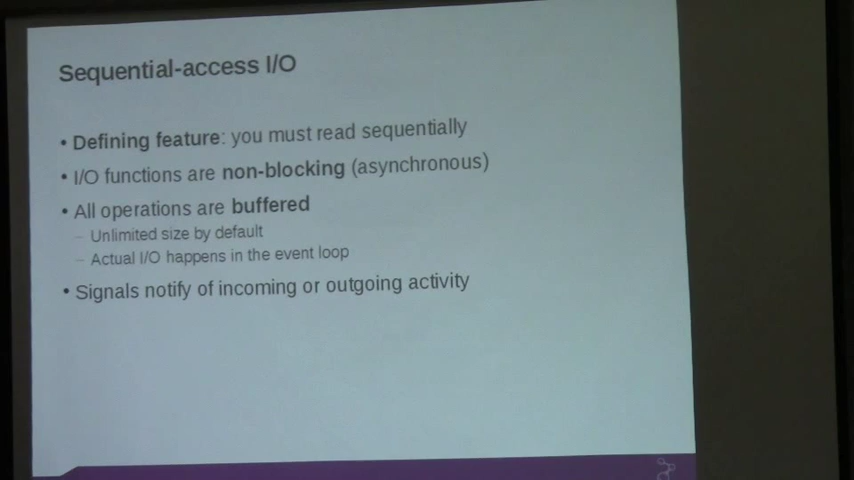 Sequential-access I/O
• Defining feature: you must read sequentially
• I/O functions are non-blocking (asynchronous)
• All operations are buffered
– Unlimited size by default
– Actual I/O happens in the event loop
• Signals notify of incoming or outgoing activity